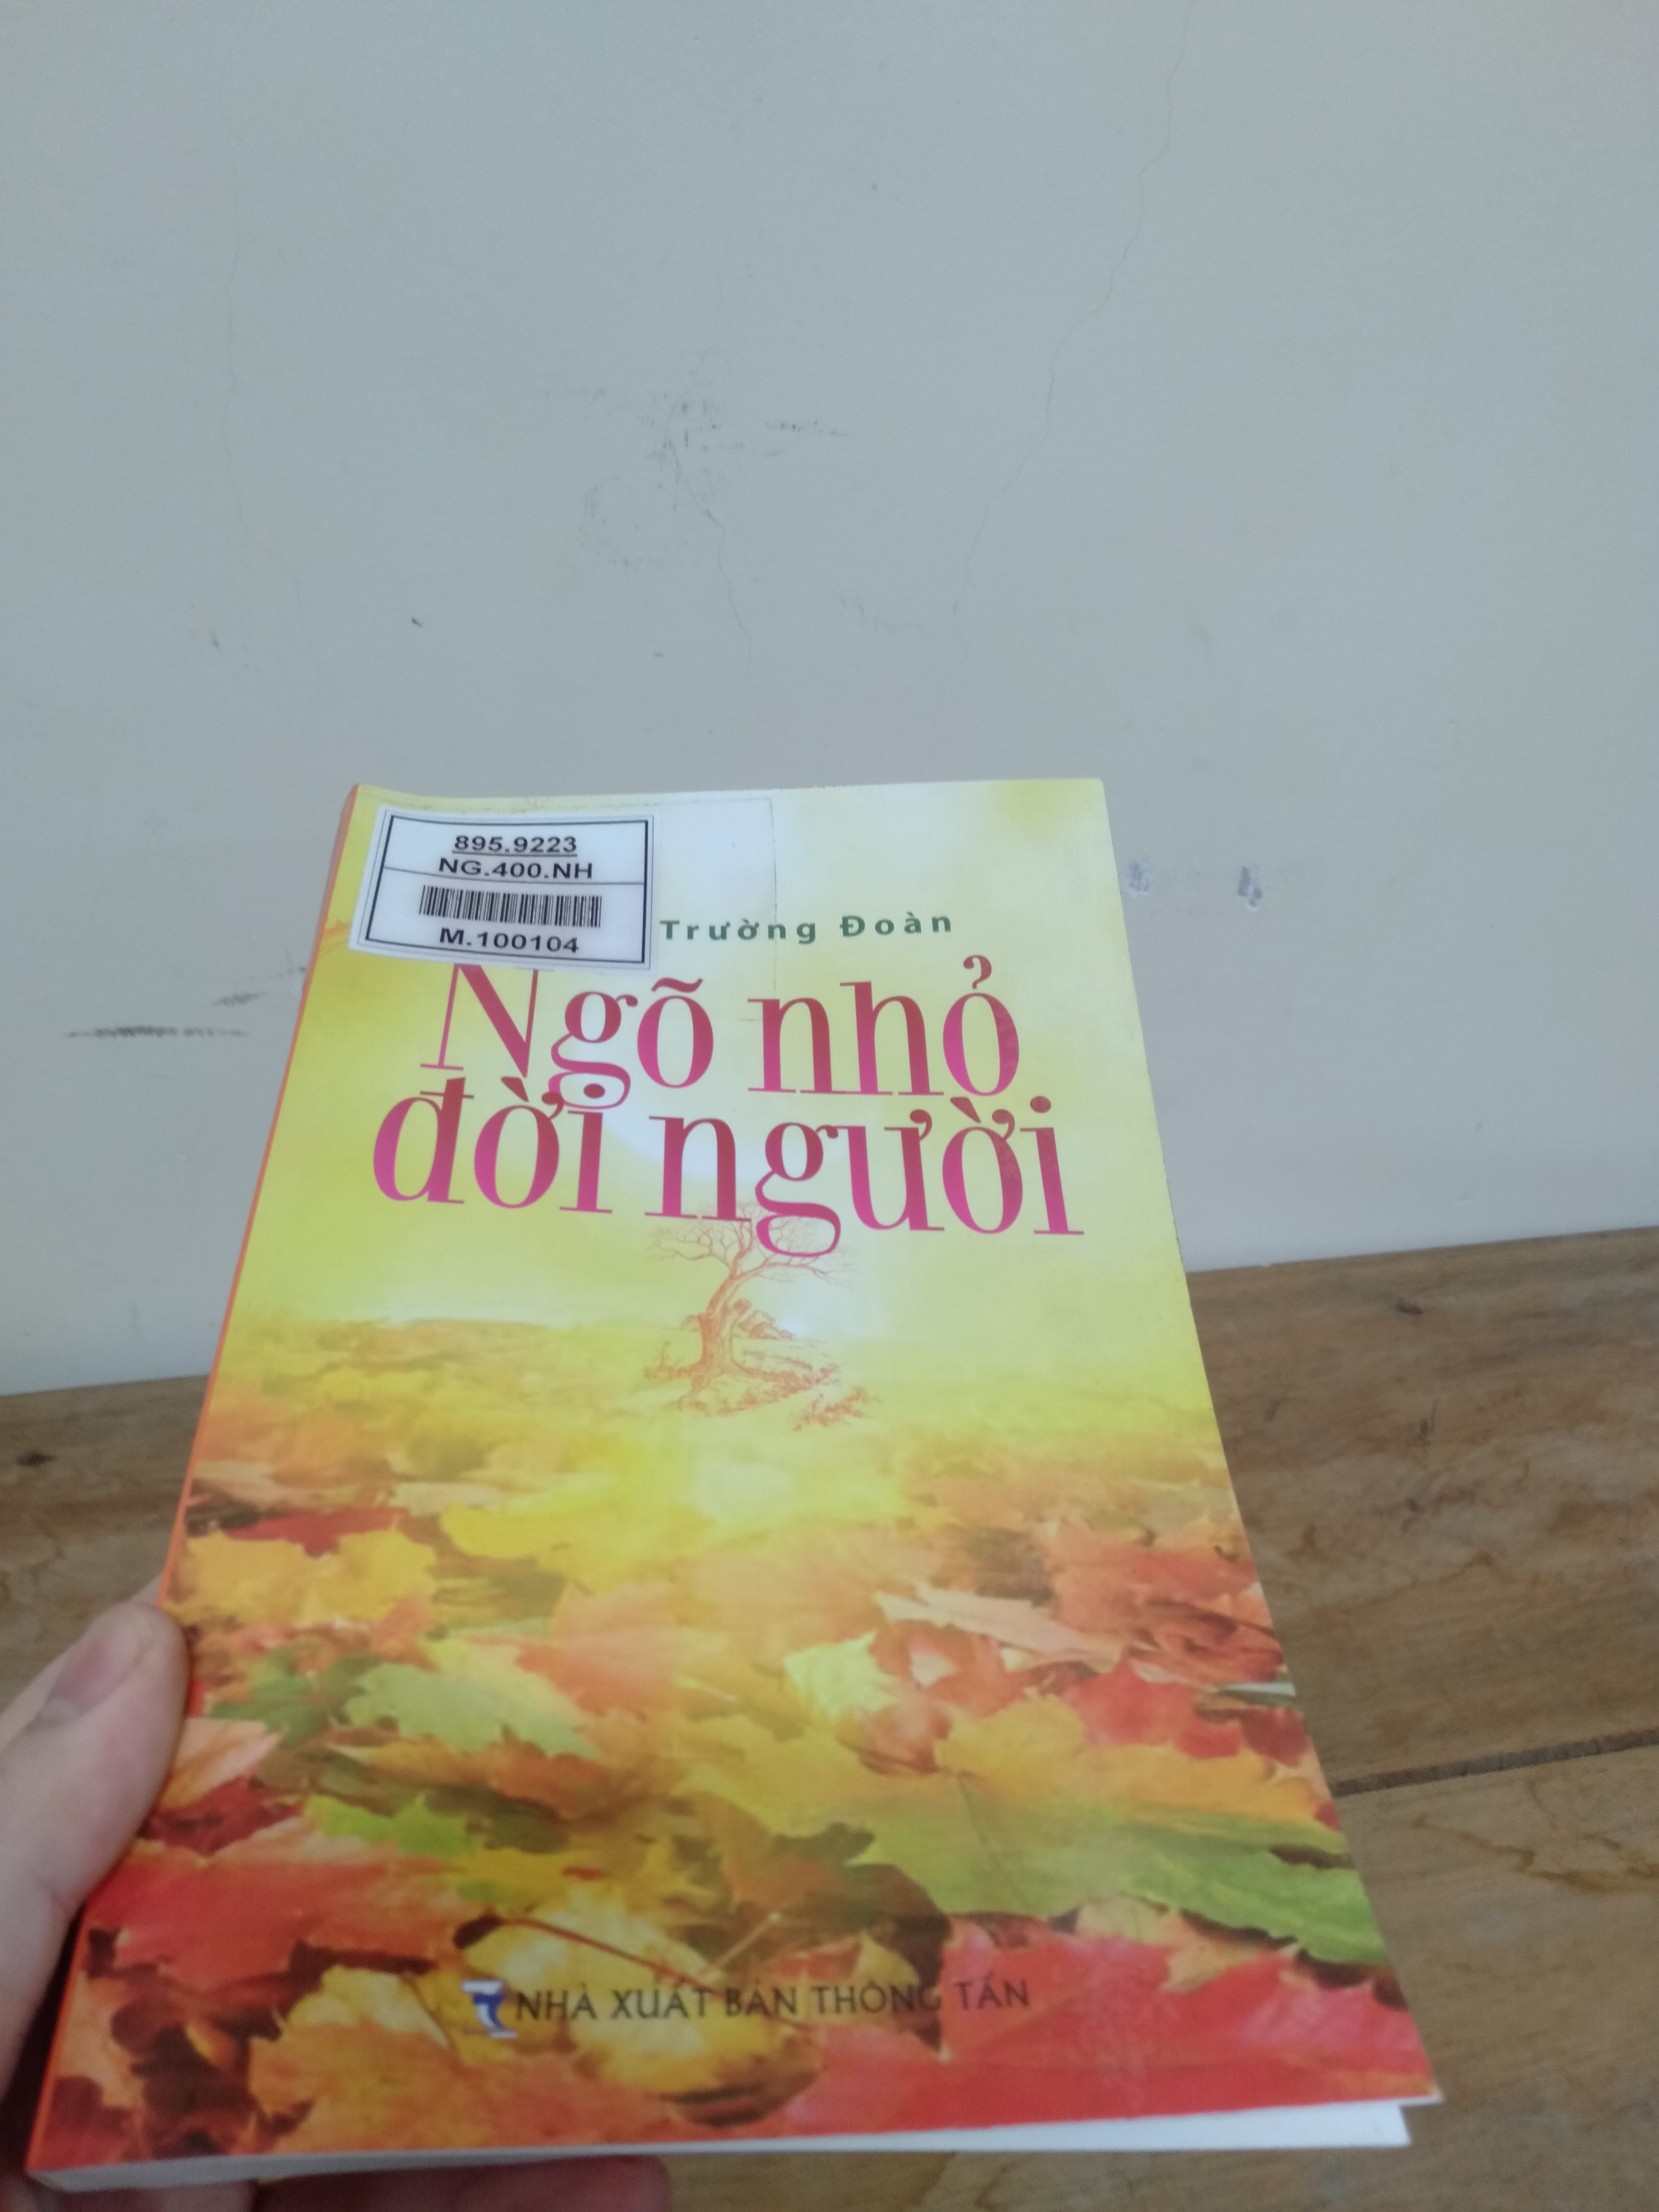 895.9223
NG.400.NH
M.100104
Trường Đoàn
Ngõ nhỏ
đời người
NHÀ XUẤT BẢN THÔNG TẤN